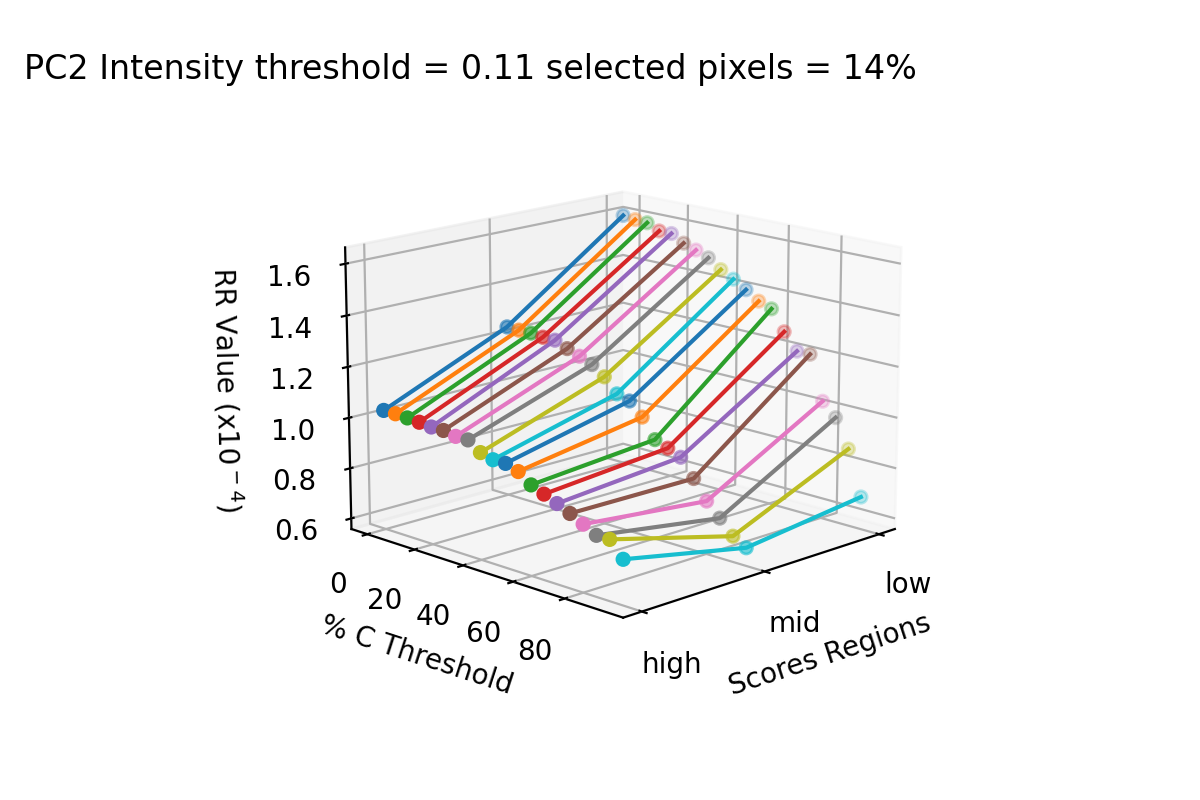 PC2 Intensity threshold = 0.11 selected pixels = 14%
RR Value (x10⁻⁴)
1.6
1.4
1.2
1.0
0.8
0.6
0
20
40
60
80
% C Threshold
high
mid
low
Scores Regions